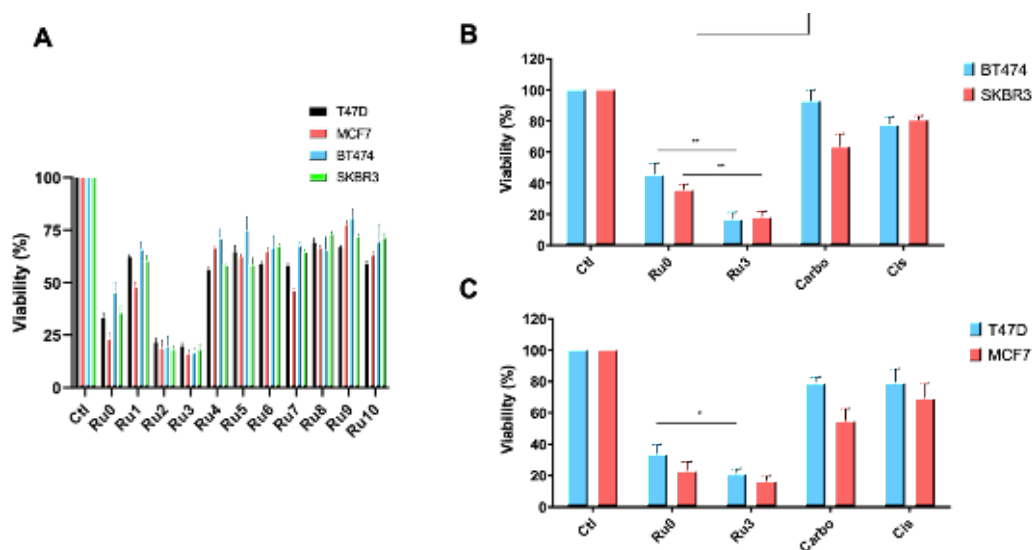 A
T47D
MCF7
BT474
SKBR3
Viability (%)
100
75
50
25
0
Ctl
Ru0
Ru1
Ru2
Ru3
Ru4
Ru5
Ru6
Ru7
Ru8
Ru9
Ru10
B
BT474
SKBR3
Viability (%)
120
100
80
60
40
20
0
**
**
Ctl
Ru0
Ru3
Carbo
Cis
C
T47D
MCF7
Viability (%)
120
100
80
60
40
20
0
*
Ctl
Ru0
Ru3
Carbo
Cis